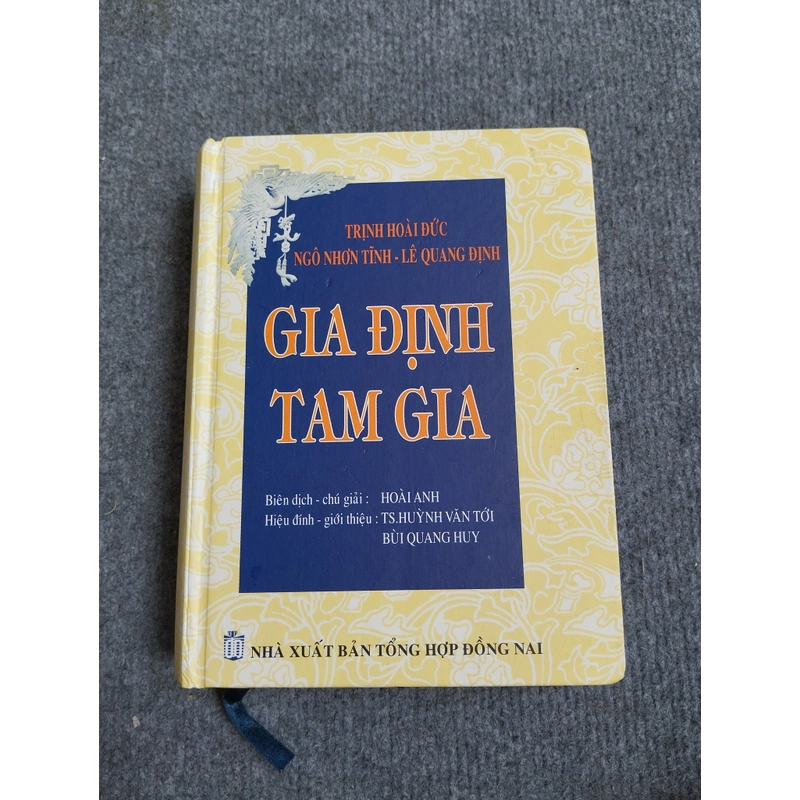 TRỊNH HOÀI ĐỨC
NGÔ NHƠN TĨNH - LÊ QUANG ĐỊNH
GIA ĐỊNH
TAM GIA
Biên dịch - chú giải : HOÀI ANH
Hiệu đính - giới thiệu : TS.HUỲNH VĂN TỚI
BÙI QUANG HUY
NHÀ XUẤT BẢN TỔNG HỢP ĐỒNG NAI